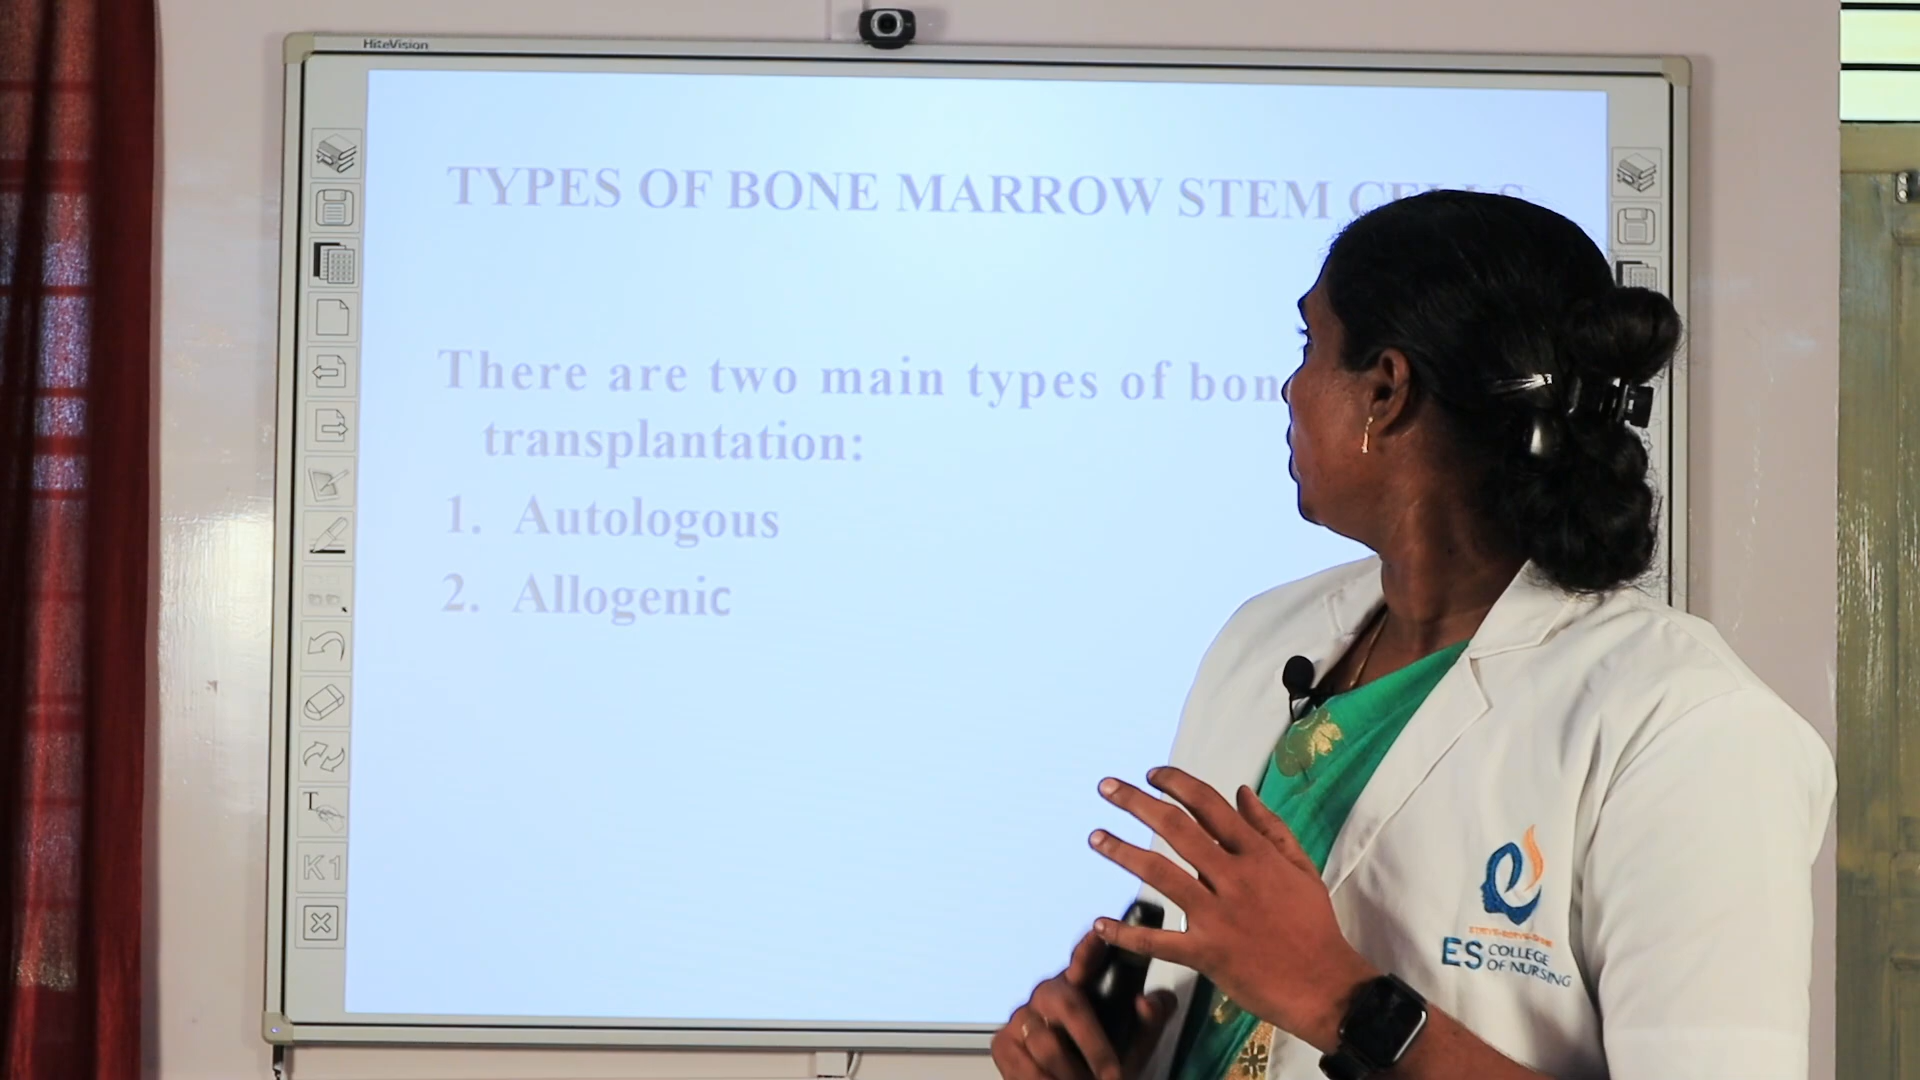 HiteVision
TYPES OF BONE MARROW STEM CELLS
There are two main types of
transplantation:
1. Autologous
2. Allogenic
T
K1
ES COLLEGE
OF NURSING